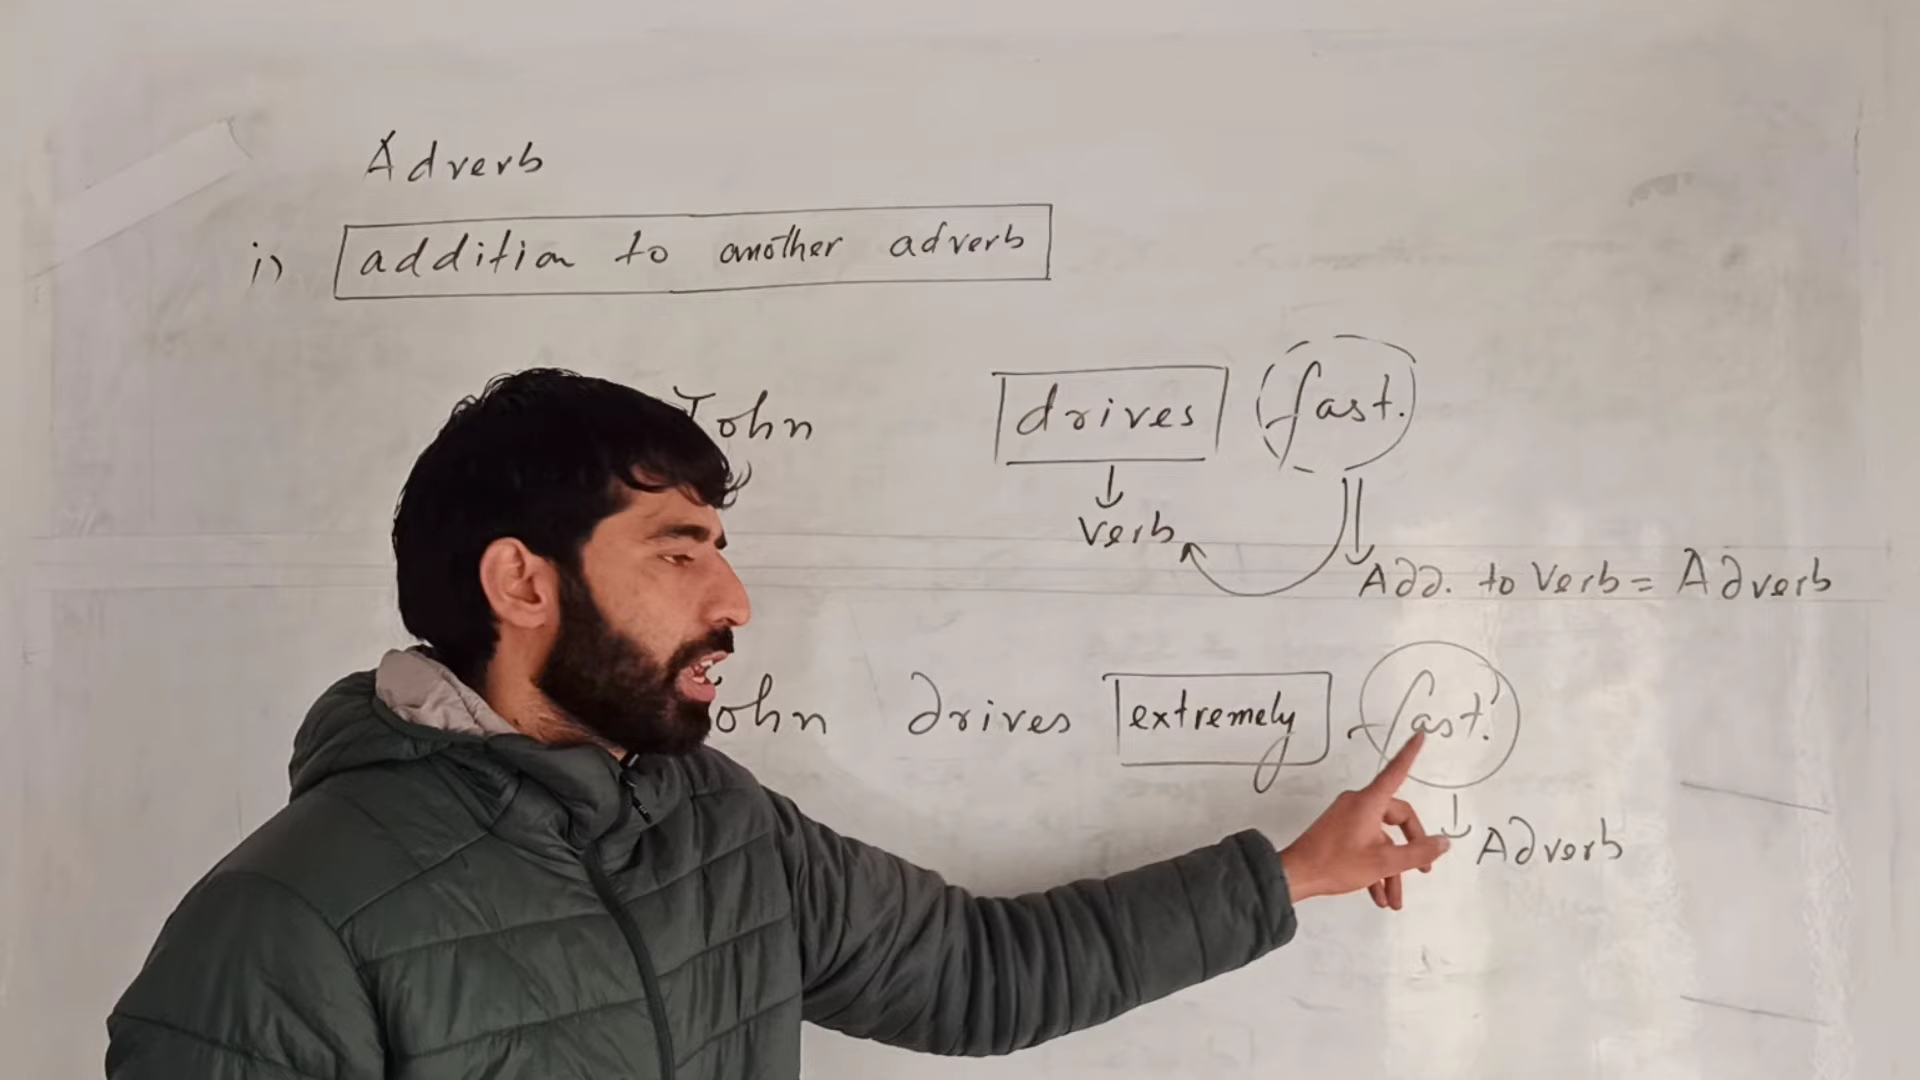 Adverb
i) addition to another adverb
John drives fast.
Verb
Add. to Verb = Adverb
John drives extremely fast.
Adverb